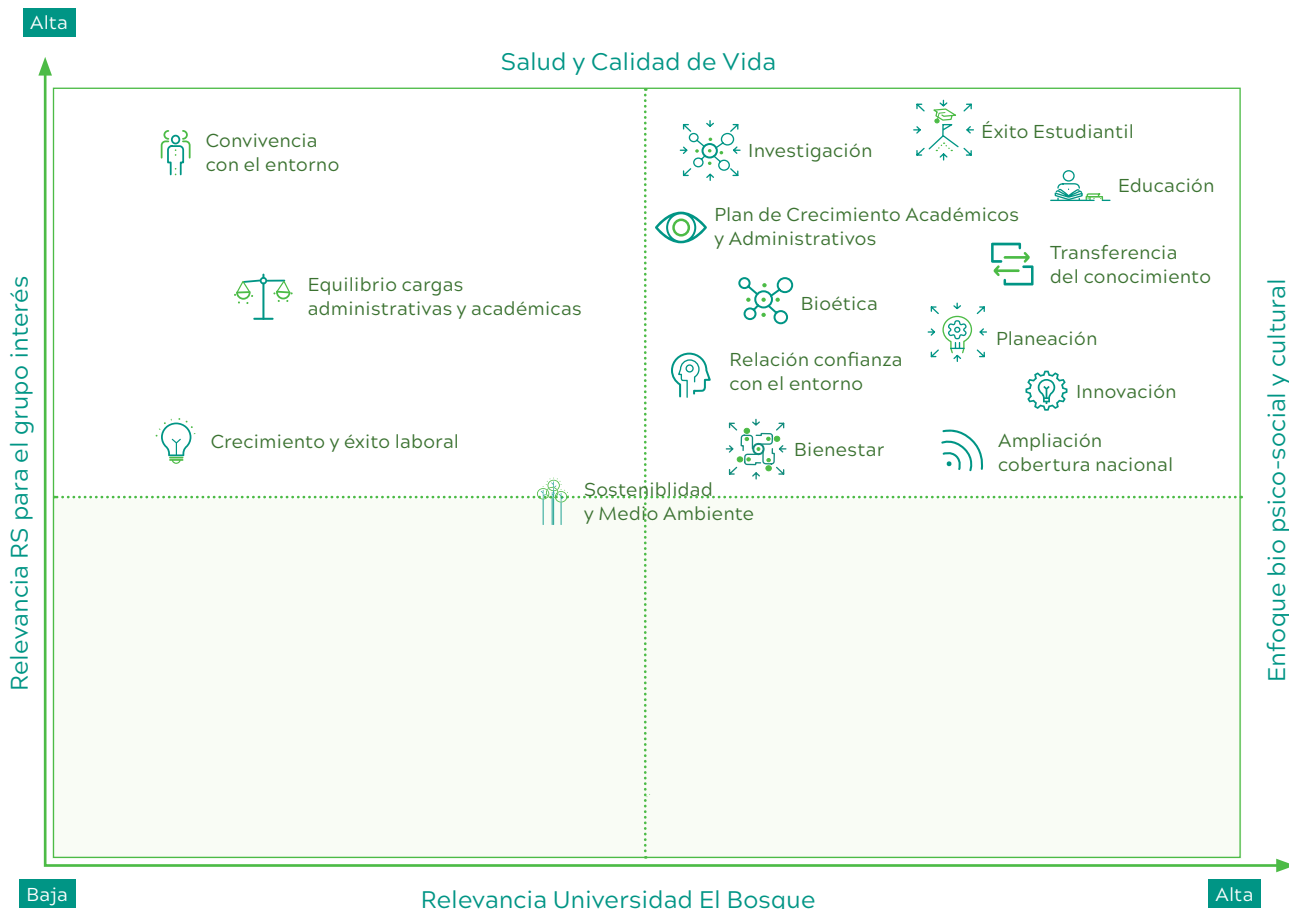 Alta
Salud y Calidad de Vida
Convivencia
con el entorno
Investigación
Éxito Estudiantil
Educación
Plan de Crecimiento Académicos
y Administrativos
Transferencia
del conocimiento
Equilibrio cargas
administrativas y académicas
Bioética
Planeación
Relación confianza
con el entorno
Innovación
Crecimiento y éxito laboral
Bienestar
Ampliación
cobertura nacional
Sosteniblidad
y Medio Ambiente
Relevancia RS para el grupo interés
Enfoque bio psico-social y cultural
Baja
Relevancia Universidad El Bosque
Alta